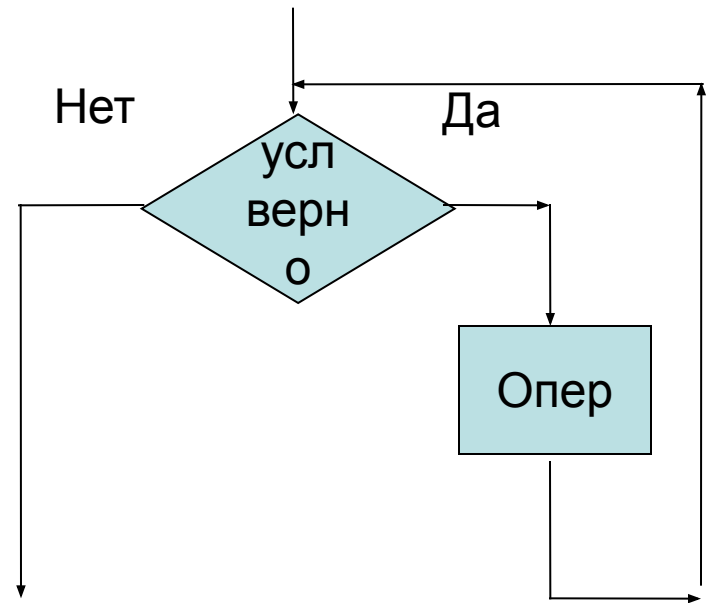 Нет
Да
усл
верн
о
Опер